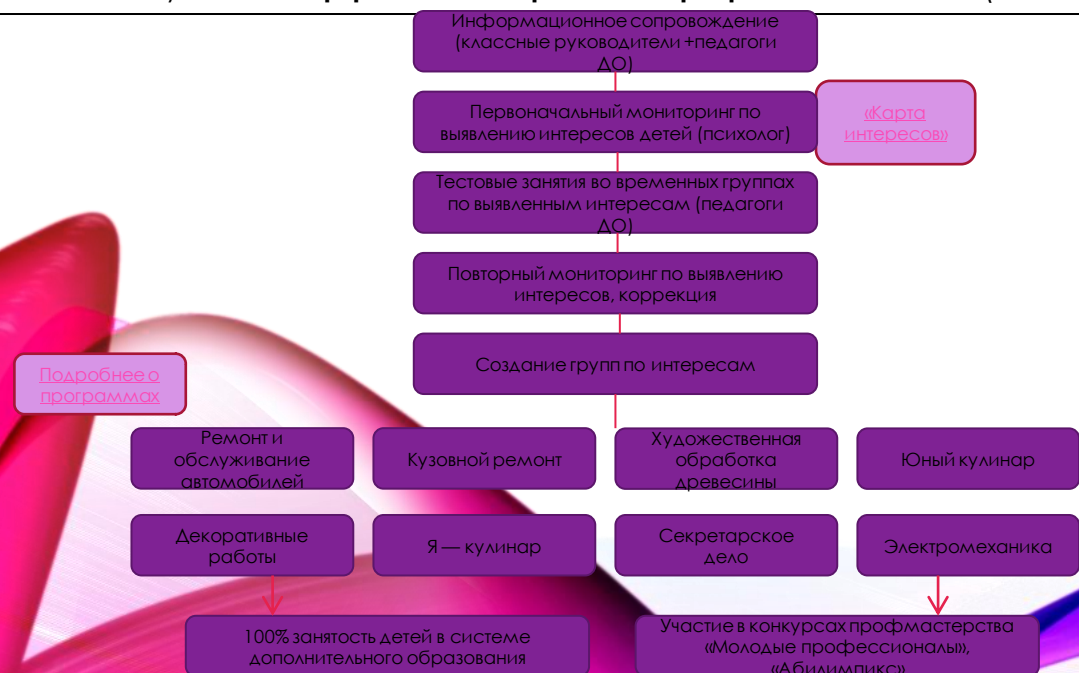 Информационное сопровождение
(классные руководители +педагоги
ДО)
Первоначальный мониторинг по
выявлению интересов детей (психолог)
«Карта
интересов»
Тестовые занятия во временных группах
по выявленным интересам (педагоги
ДО)
Повторный мониторинг по выявлению
интересов, коррекция
Создание групп по интересам
Подробнее о
программах
Ремонт и
обслуживание
автомобилей
Кузовной ремонт
Художественная
обработка
древесины
Юный кулинар
Декоративные
работы
Я — кулинар
Секретарское
дело
Электромеханика
100% занятость детей в системе
дополнительного образования
Участие в конкурсах профмастерства
«Молодые профессионалы»,
«Абилимпикс»